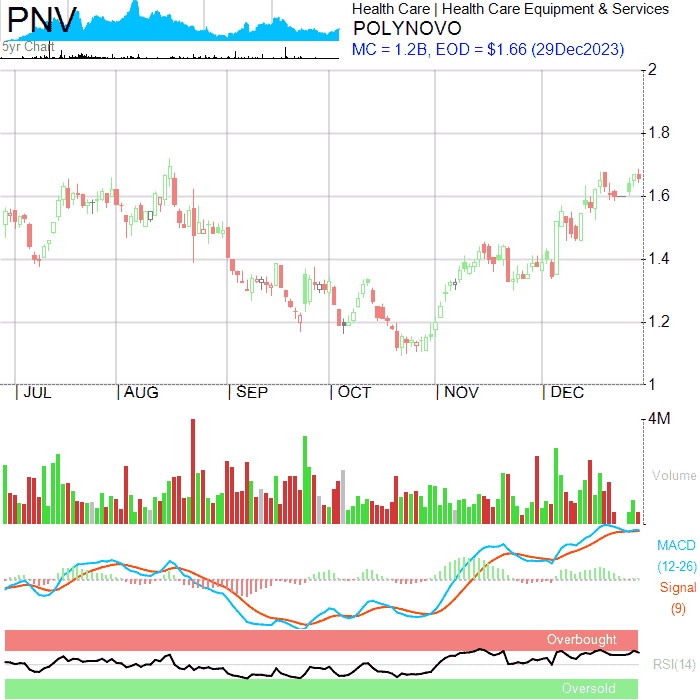 PNV
5yr Chart
Health Care | Health Care Equipment & Services
POLYNOVO
MC = 1.2B, EOD = $1.66 (29Dec2023)
2
1.8
1.6
1.4
1.2
1
JUL
AUG
SEP
OCT
NOV
DEC
4M
Volume
MACD
(12-26)
Signal
(9)
Overbought
RSI(14)
Oversold